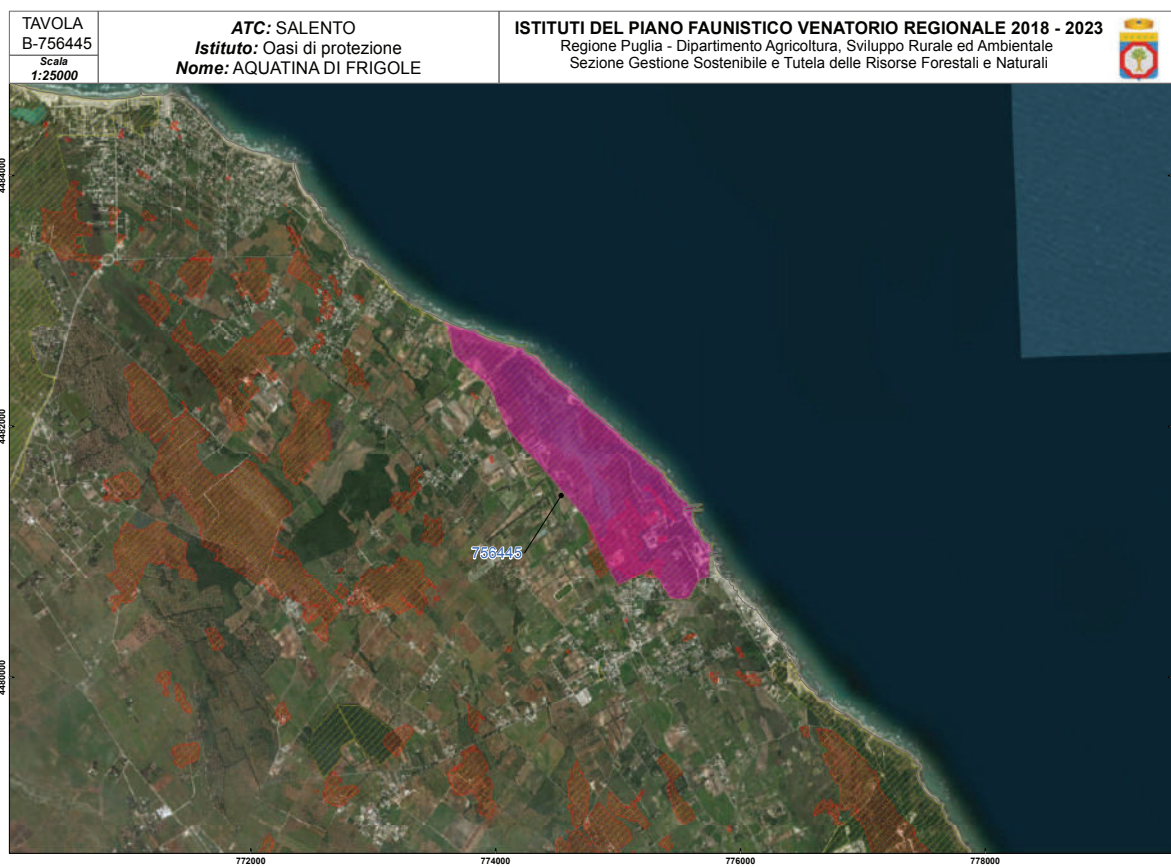 TAVOLA
B-756445
Scala
1:25000
ATC: SALENTO
Istituto: Oasi di protezione
Nome: AQUATINA DI FRIGOLE
ISTITUTI DEL PIANO FAUNISTICO VENATORIO REGIONALE 2018 - 2023
Regione Puglia - Dipartimento Agricoltura, Sviluppo Rurale ed Ambientale
Sezione Gestione Sostenibile e Tutela delle Risorse Forestali e Naturali
4484000
4482000
756445
4480000
772000
774000
776000
778000